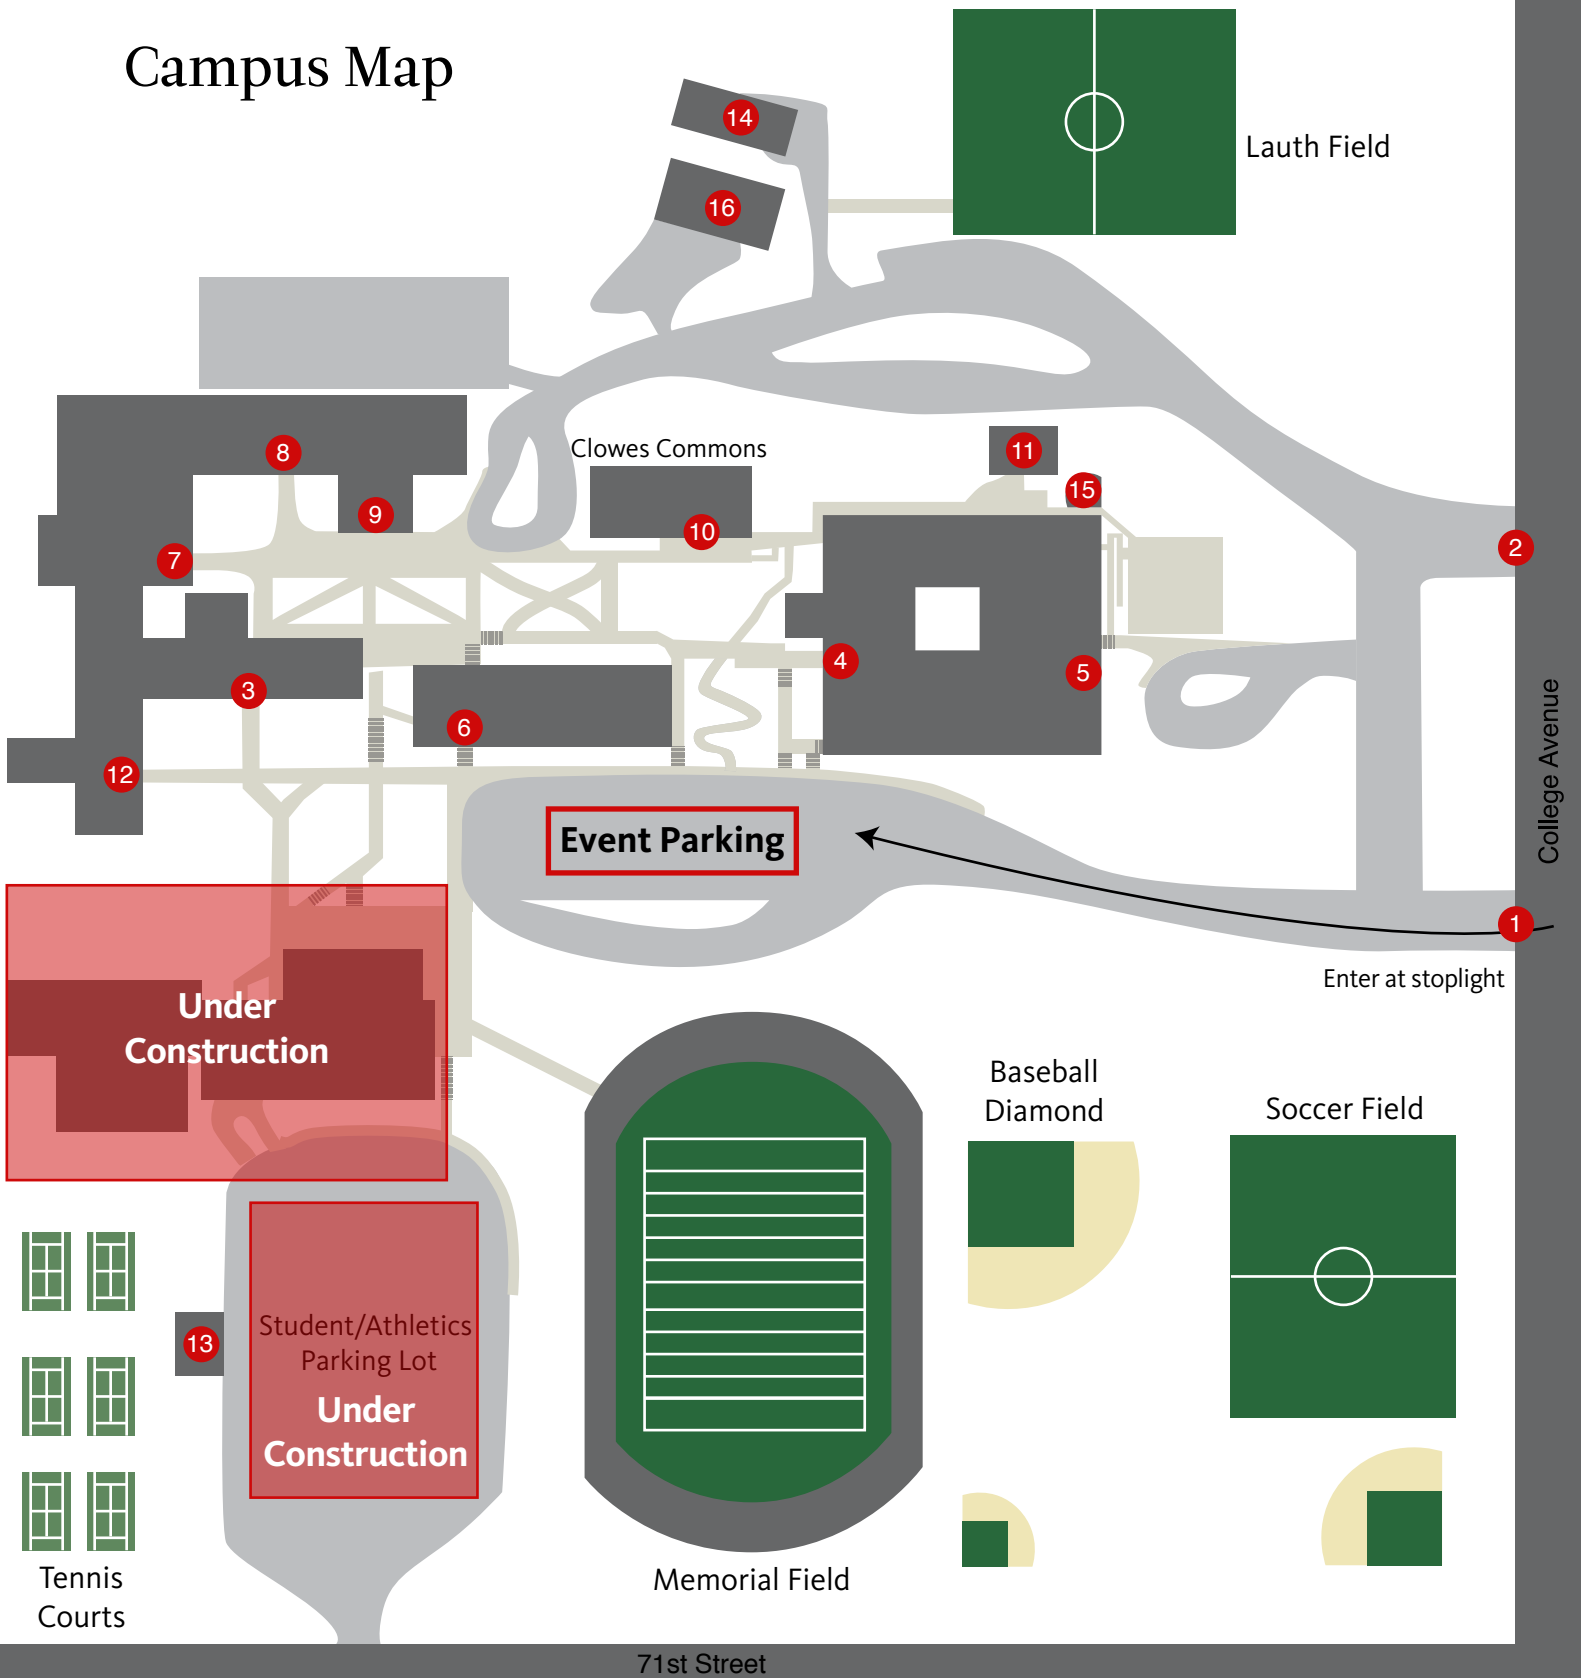 Campus Map
14
Lauth Field
16
Clowes Commons
11
8
15
9
10
2
7
4
5
3
6
12
College Avenue
Event Parking
1
Enter at stoplight
Under
Construction
Baseball
Diamond
Soccer Field
Student/Athletics
Parking Lot
13
Under
Construction
Tennis
Courts
Memorial Field
71st Street